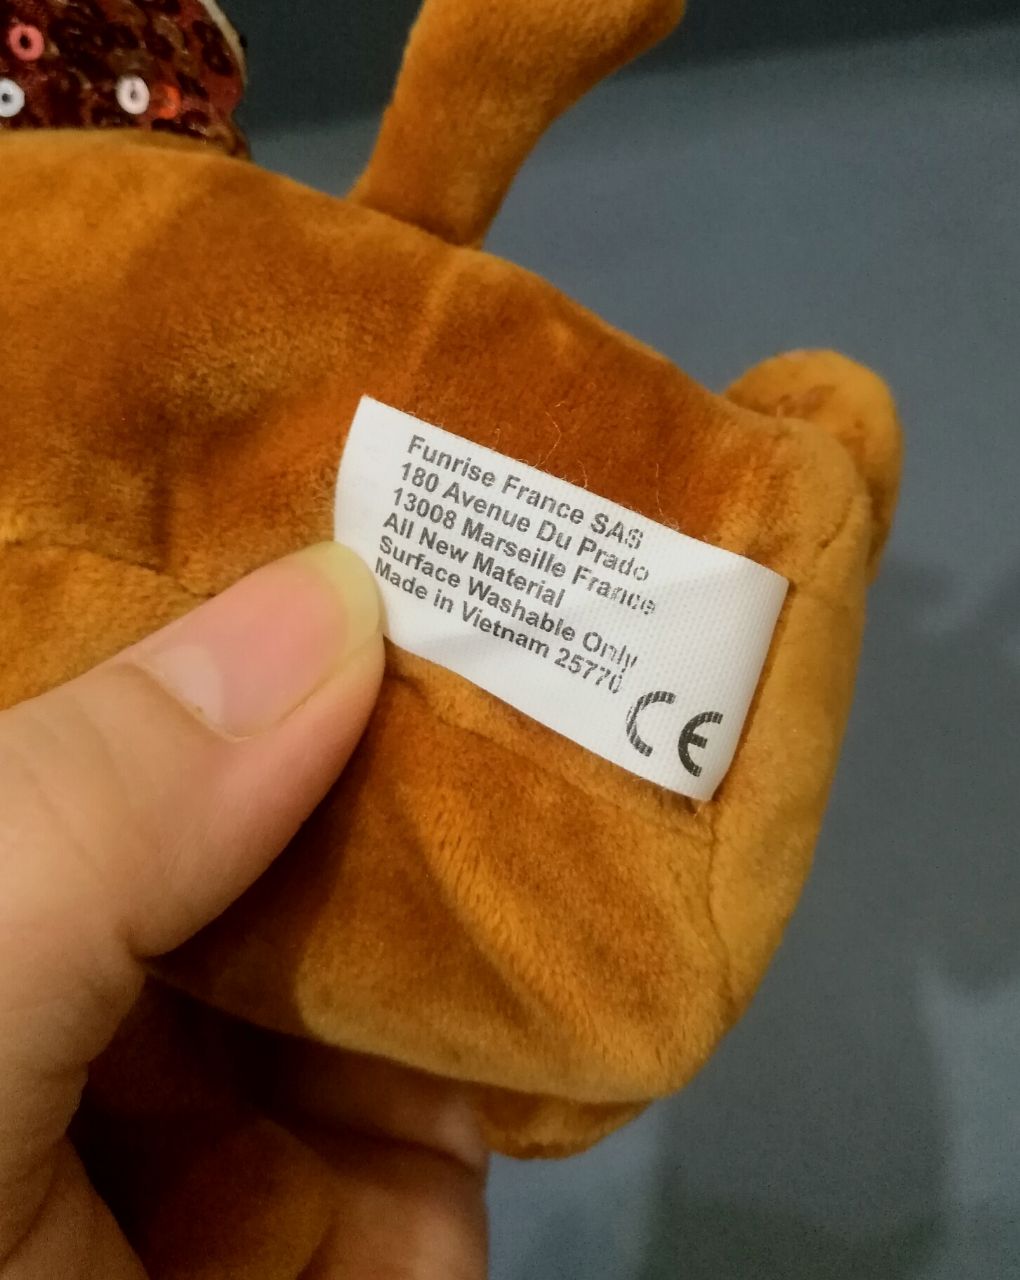 Funrise France SAS
180 Avenue Du Prado
13008 Marseille France
All New Material
Surface Washable Only
Made in Vietnam 25770
CE